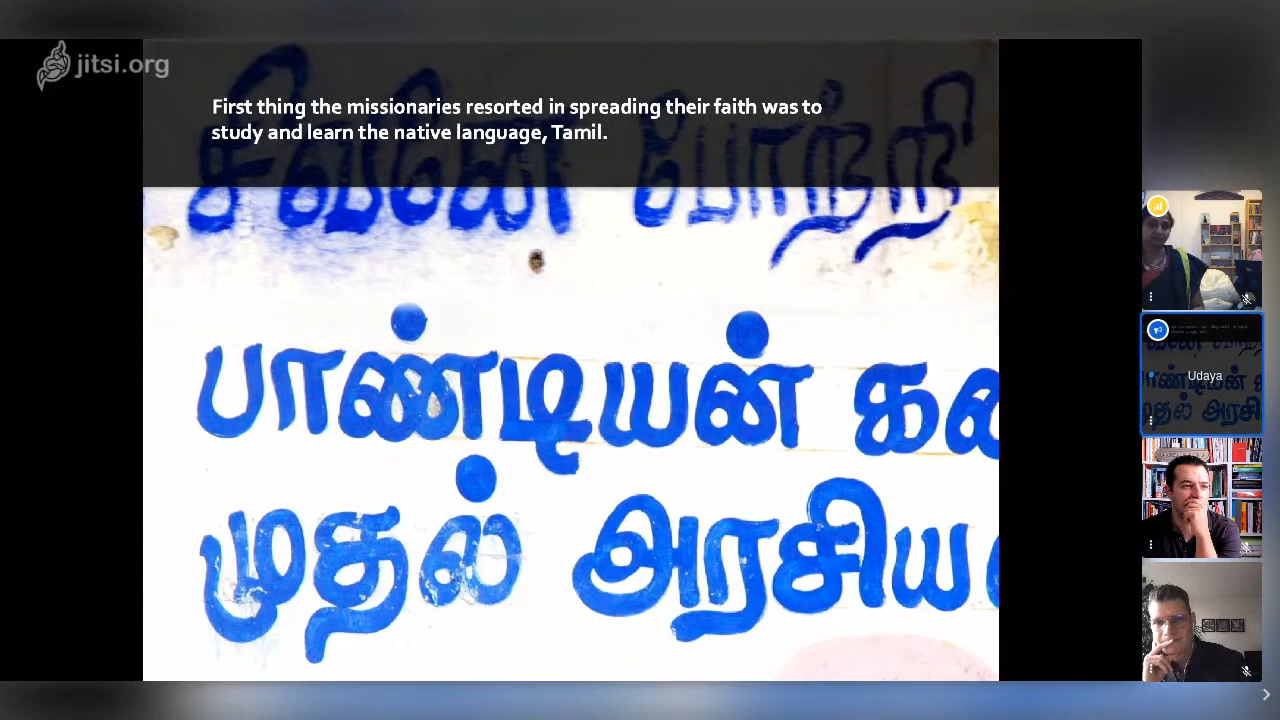 jitsi.org
First thing the missionaries resorted in spreading their faith was to
study and learn the native language, Tamil.
சிவனே போற்றி
பாண்டியன்
முதல்
Udaya